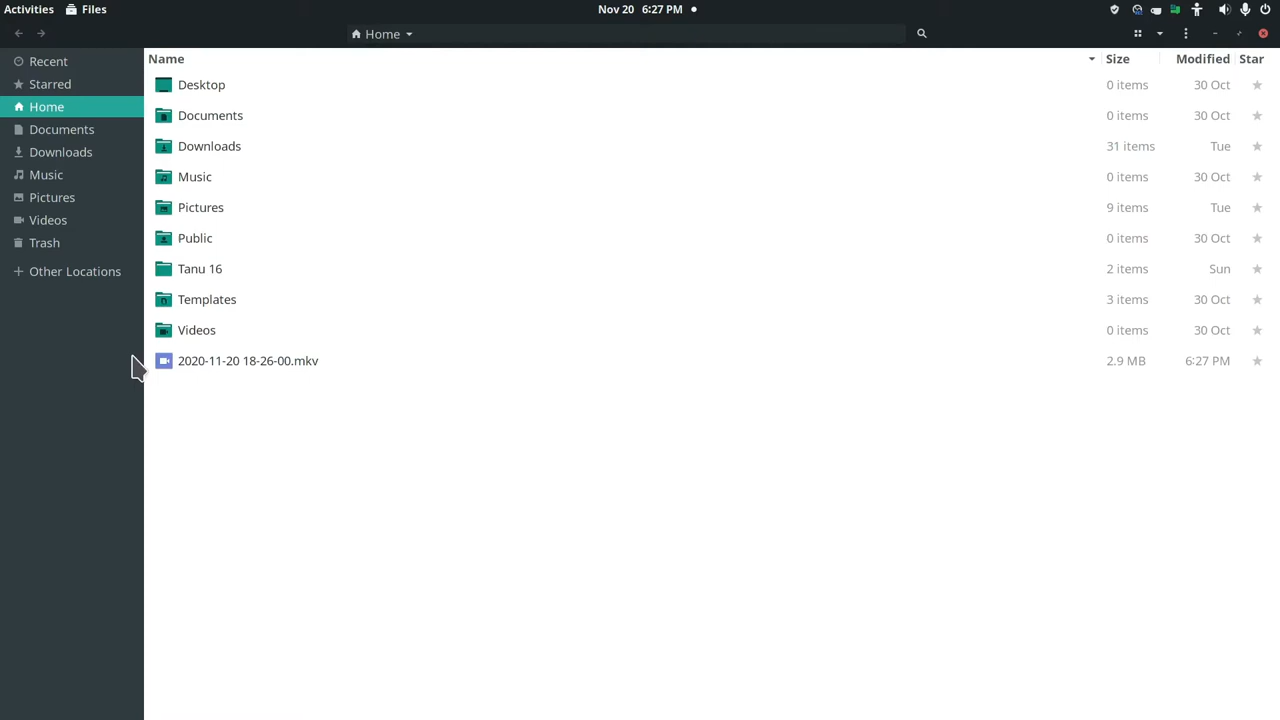 Activities Files Nov 20 6:27 PM
Home
Recent
Starred
Home
Documents
Downloads
Music
Pictures
Videos
Trash
Other Locations
Name Size Modified Star
Desktop 0 items 30 Oct
Documents 0 items 30 Oct
Downloads 31 items Tue
Music 0 items 30 Oct
Pictures 9 items Tue
Public 0 items 30 Oct
Tanu 16 2 items Sun
Templates 3 items 30 Oct
Videos 0 items 30 Oct
2020-11-20 18-26-00.mkv 2.9 MB 6:27 PM